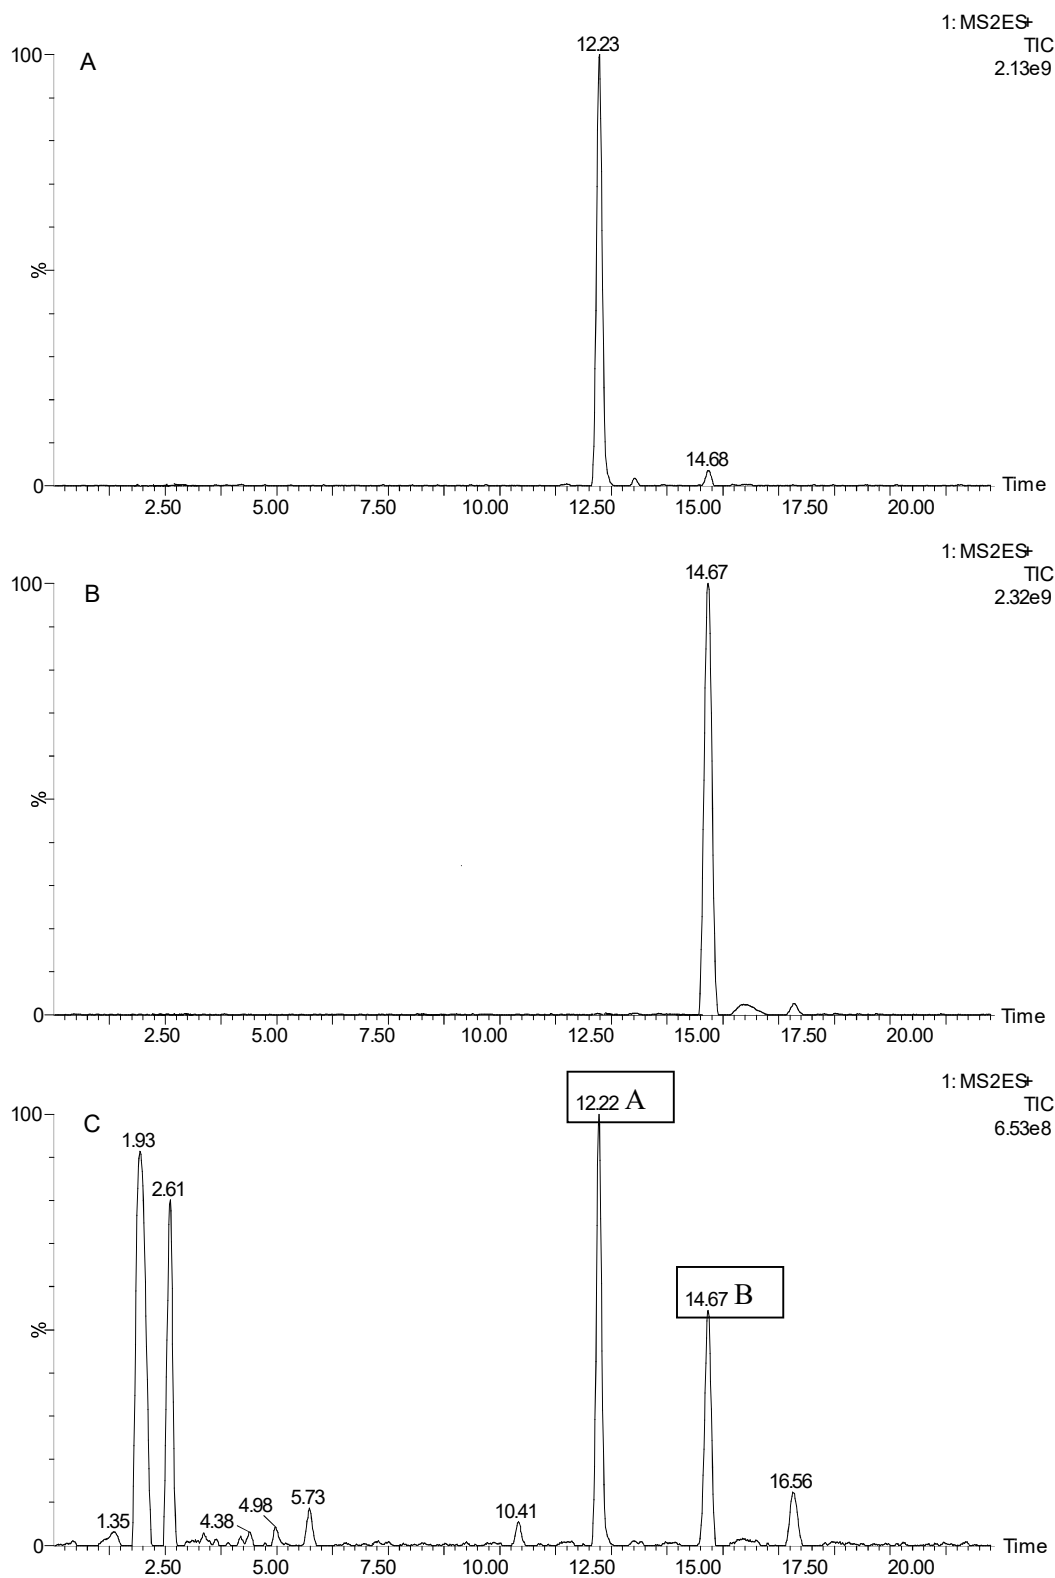 1: MS2ES+
TIC
2.13e9
A
12.23
100
%
14.68
0
Time
2.50 5.00 7.50 10.00 12.50 15.00 17.50 20.00
1: MS2ES+
TIC
2.32e9
B
14.67
100
%
0
Time
2.50 5.00 7.50 10.00 12.50 15.00 17.50 20.00
1: MS2ES+
TIC
6.53e8
C
12.22 A
100
1.93
2.61
14.67 B
%
16.56
5.73
4.98
4.38
1.35
10.41
0
Time
2.50 5.00 7.50 10.00 12.50 15.00 17.50 20.00